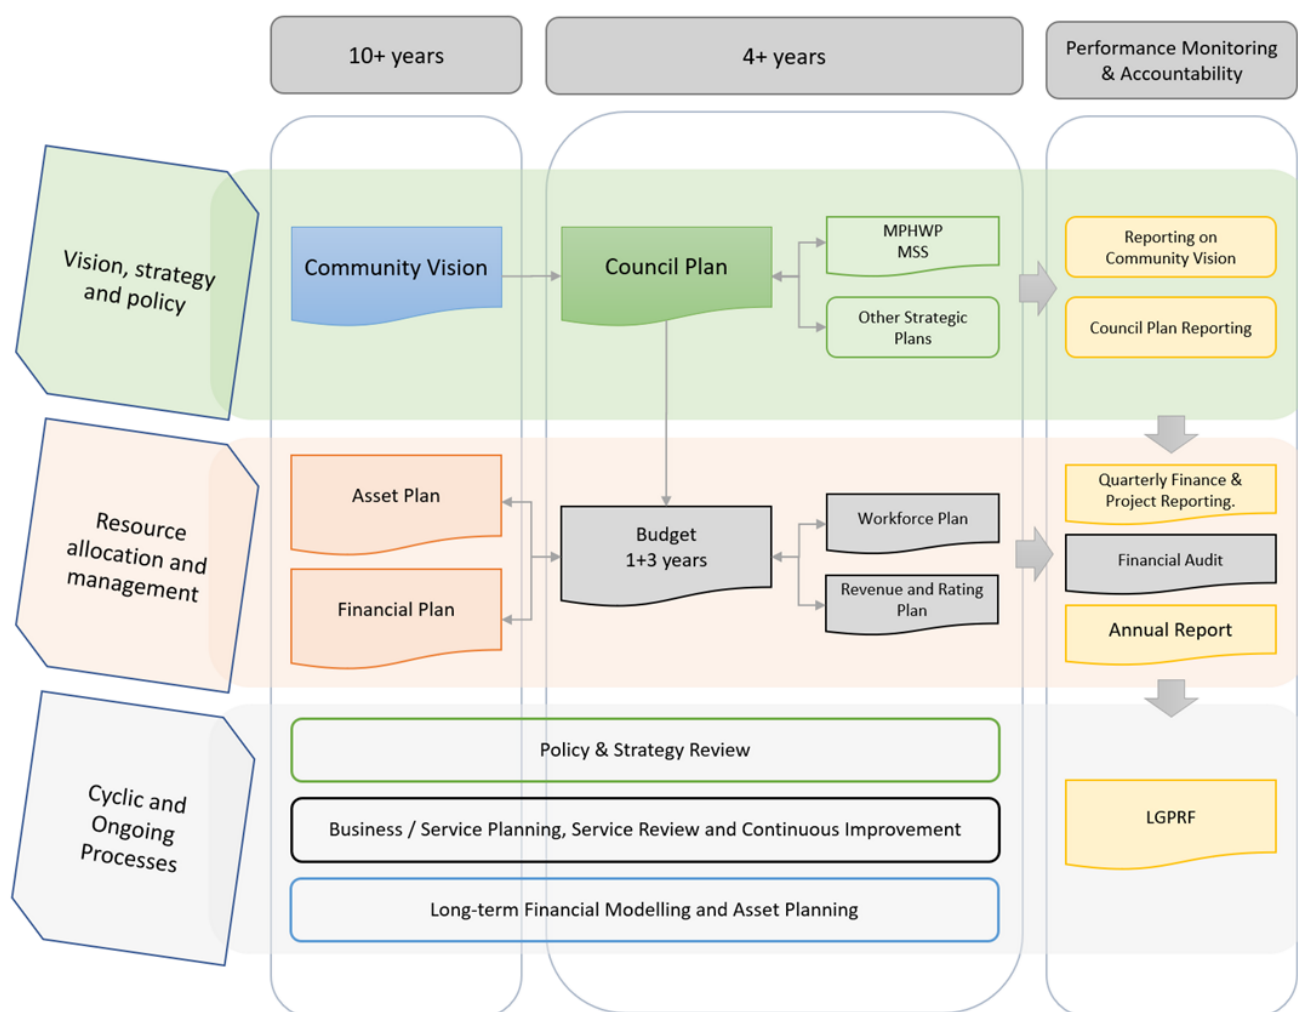 10+ years
4+ years
Performance Monitoring
& Accountability
Vision, strategy
and policy
Community Vision
Council Plan
MPHWP
MSS
Other Strategic
Plans
Reporting on
Community Vision
Council Plan Reporting
Resource
allocation and
management
Asset Plan
Financial Plan
Budget
1+3 years
Workforce Plan
Revenue and Rating
Plan
Quarterly Finance &
Project Reporting.
Financial Audit
Annual Report
Cyclic and
Ongoing
Processes
Policy & Strategy Review
Business / Service Planning, Service Review and Continuous Improvement
Long-term Financial Modelling and Asset Planning
LGPRF